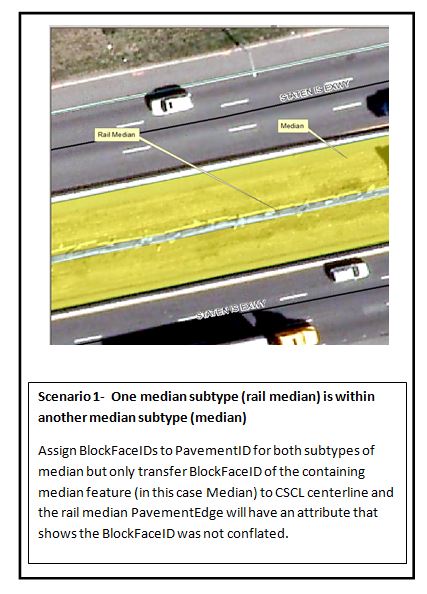 STATEN IS EXWY
Median
Rail Median
STATEN IS EXWY
Scenario 1- One median subtype (rail median) is within
another median subtype (median)
Assign BlockFaceIDs to PavementID for both subtypes of
median but only transfer BlockFaceID of the containing
median feature (in this case Median) to CSCL centerline and
the rail median PavementEdge will have an attribute that
shows the BlockFaceID was not conflated.